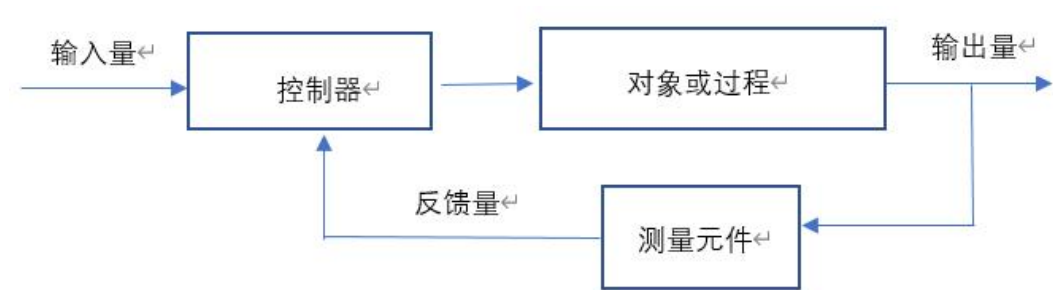 输入量
控制器
对象或过程
输出量
反馈量
测量元件